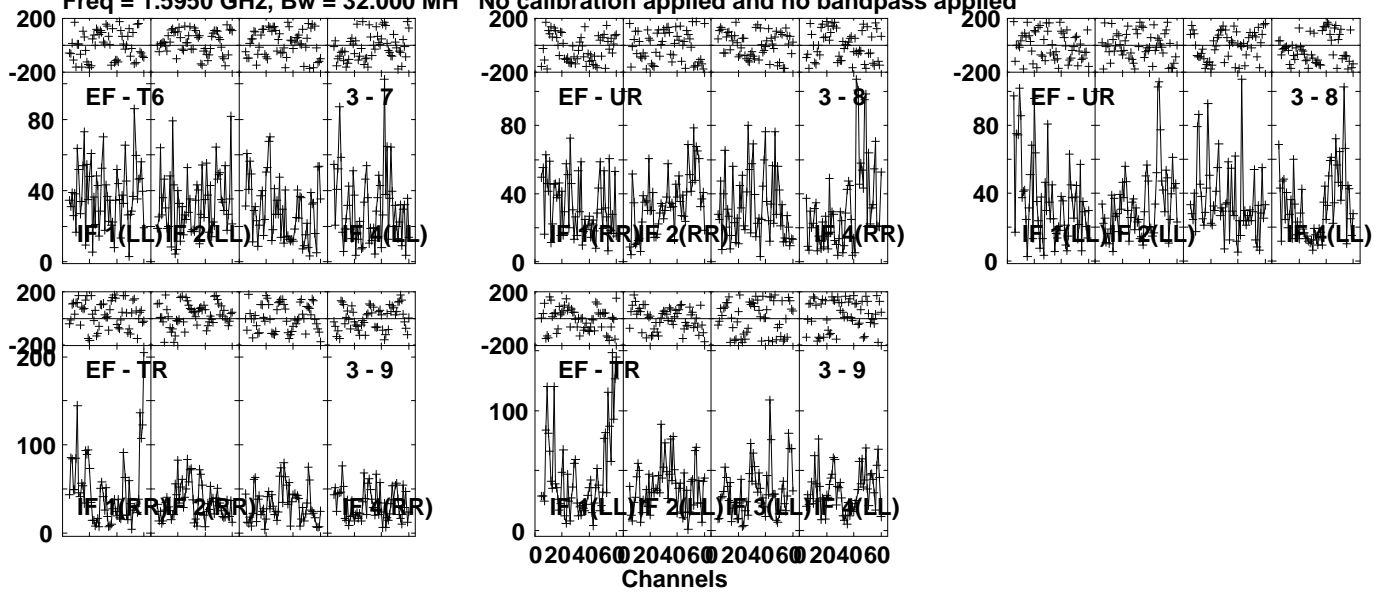 Freq = 1.5950 GHz, Bw = 32.000 MH No calibration applied and no bandpass applied
200 200 200
-200 -200 -200
EF - T6 3 - 7 EF - UR 3 - 8 EF - UR 3 - 8
80 80 80
40 40 40
IF 1(LL) IF 2(LL) IF 4(LL) IF 1(RR) IF 2(RR) IF 4(RR) IF 1(LL) IF 2(LL) IF 4(LL)
0 0 0
200 200
-200 -200
200
EF - TR 3 - 9 EF - TR 3 - 9
100 100
IF 1(RR) IF 2(RR) IF 4(RR) IF 1(LL) IF 2(LL) IF 3(LL) IF 4(LL)
0 0
0 20 40 60 0 20 40 60 0 20 40 60 0 20 40 60
Channels